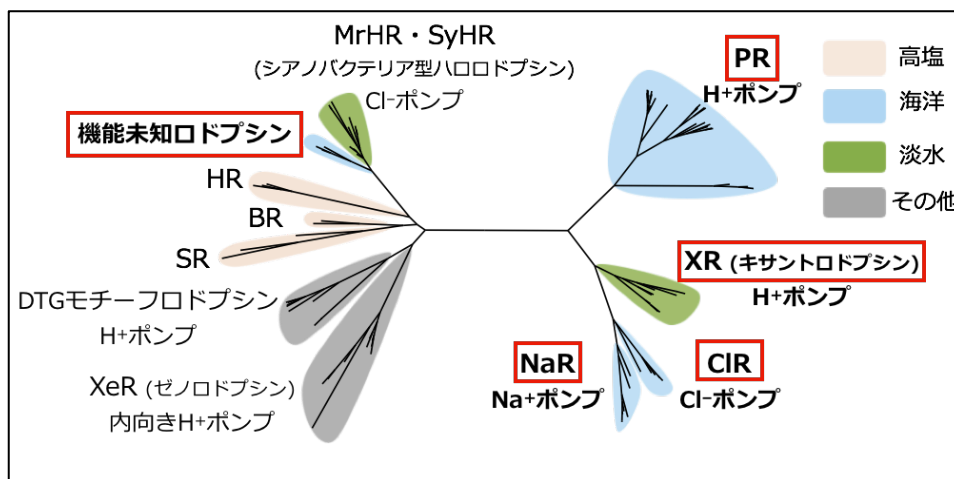 MrHR・SyHR
(シアノバクテリア型ハロロドプシン)
Cl-ポンプ
機能未知ロドプシン
HR
BR
SR
DTGモチーフロドプシン
H+ポンプ
XeR (ゼノロドプシン)
内向きH+ポンプ
PR
H+ポンプ
XR (キサントロドプシン)
H+ポンプ
NaR
Na+ポンプ
ClR
Cl-ポンプ
高塩
海洋
淡水
その他